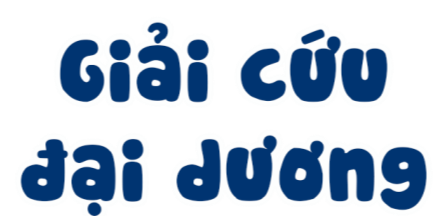 Giải cứu
đại dương